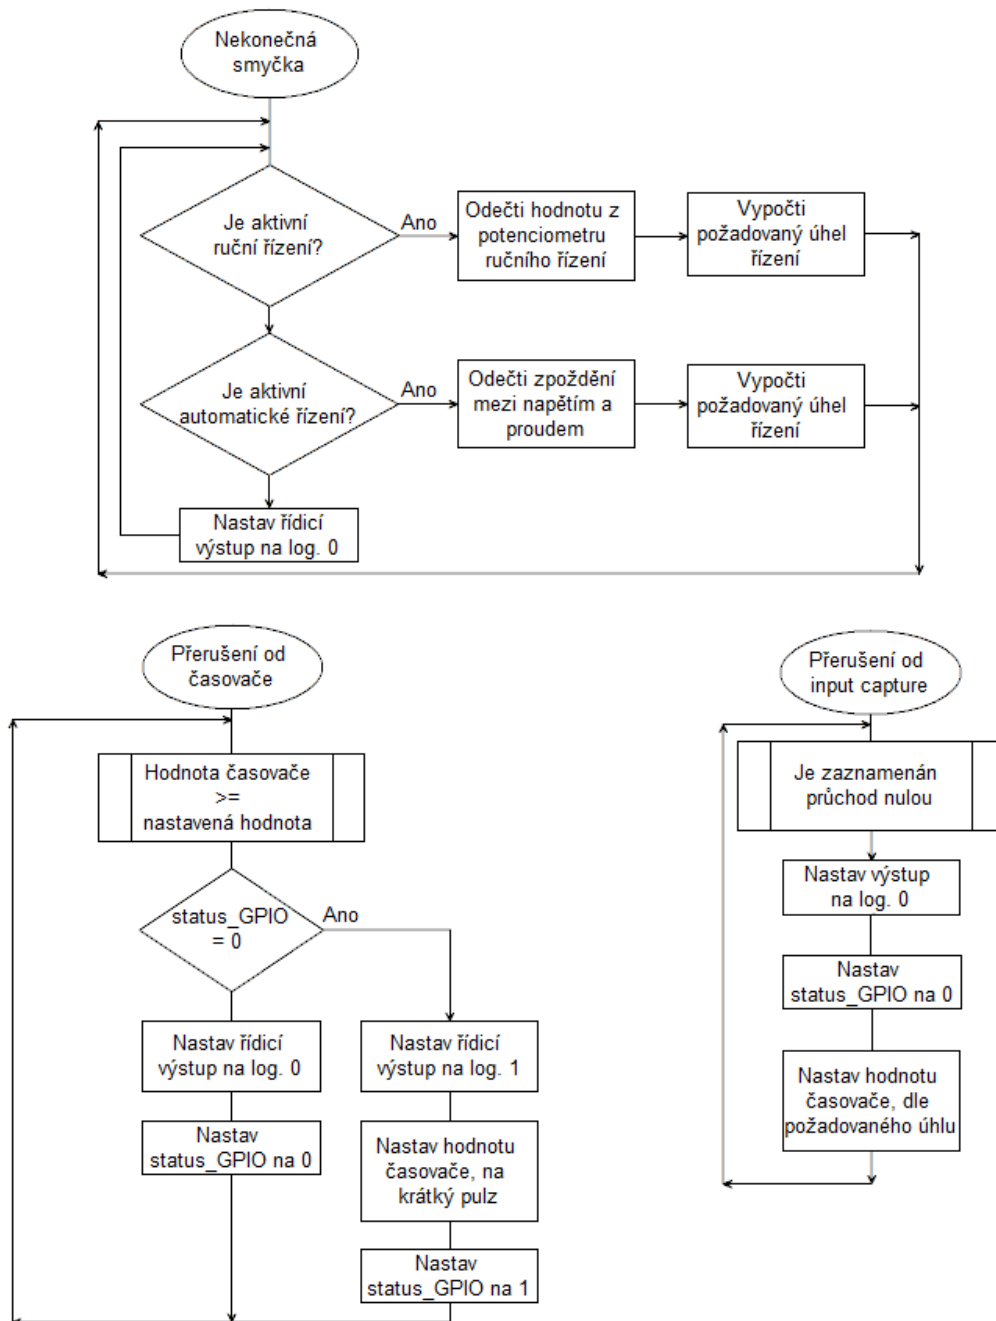 Nekonečná
smyčka
Je aktivní
ruční řízení?
Ano
Odečti hodnotu z
potenciometru
ručního řízení
Vypočti
požadovaný úhel
řízení
Je aktivní
automatické řízení?
Ano
Odečti zpoždění
mezi napětím a
proudem
Vypočti
požadovaný úhel
řízení
Nastav řídicí
výstup na log. 0
Přerušení od
časovače
Hodnota časovače
>=
nastavená hodnota
status_GPIO
= 0
Ano
Nastav řídicí
výstup na log. 0
Nastav
status_GPIO na 0
Nastav řídicí
výstup na log. 1
Nastav hodnotu
časovače, na
krátký pulz
Nastav
status_GPIO na 1
Přerušení od
input capture
Je zaznamenán
průchod nulou
Nastav výstup
na log. 0
Nastav
status_GPIO na 0
Nastav hodnotu
časovače, dle
požadovaného úhlu